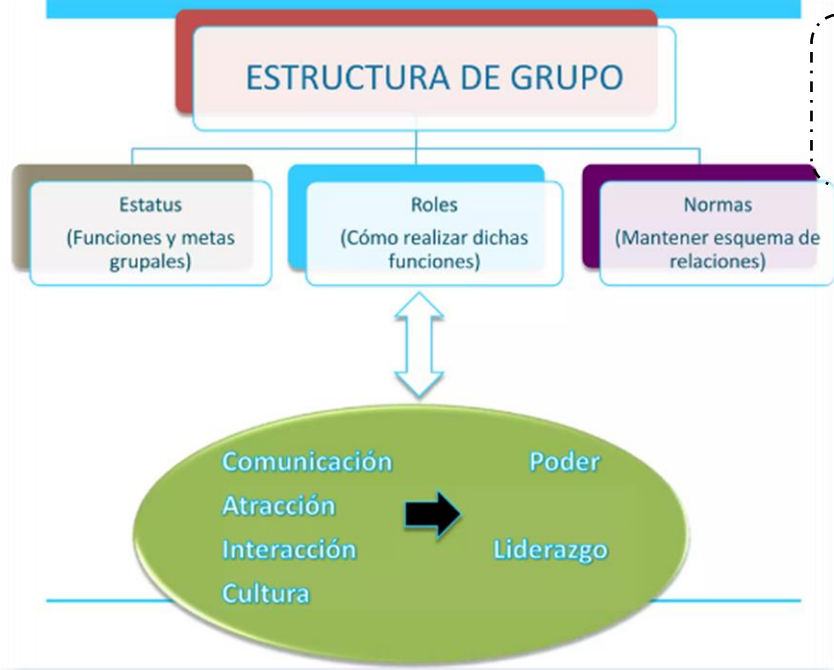 ESTRUCTURA DE GRUPO
Estatus
(Funciones y metas
grupales)
Roles
(Cómo realizar dichas
funciones)
Normas
(Mantener esquema de
relaciones)
Comunicación
Atracción
Interacción
Cultura
Poder
Liderazgo